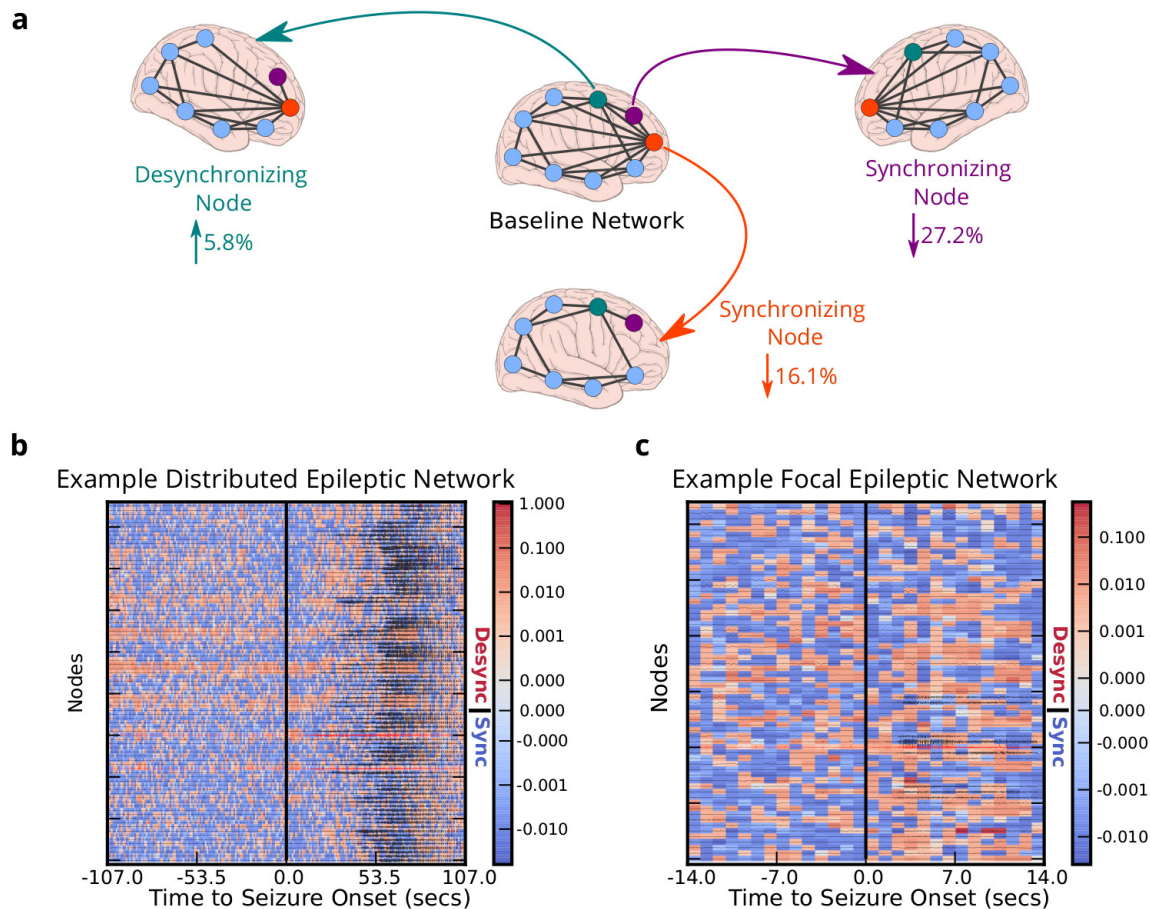 a
Desynchronizing
Node
5.8%
Baseline Network
Synchronizing
Node
27.2%
Synchronizing
Node
16.1%
b
Example Distributed Epileptic Network
Nodes
1.000
0.100
0.010
0.001
0.000
0.000
-0.000
-0.001
-0.010
Desync
Sync
-107.0 -53.5 0.0 53.5 107.0
Time to Seizure Onset (secs)
c
Example Focal Epileptic Network
Nodes
0.100
0.010
0.001
0.000
0.000
-0.000
-0.001
-0.010
Desync
Sync
-14.0 -7.0 0.0 7.0 14.0
Time to Seizure Onset (secs)